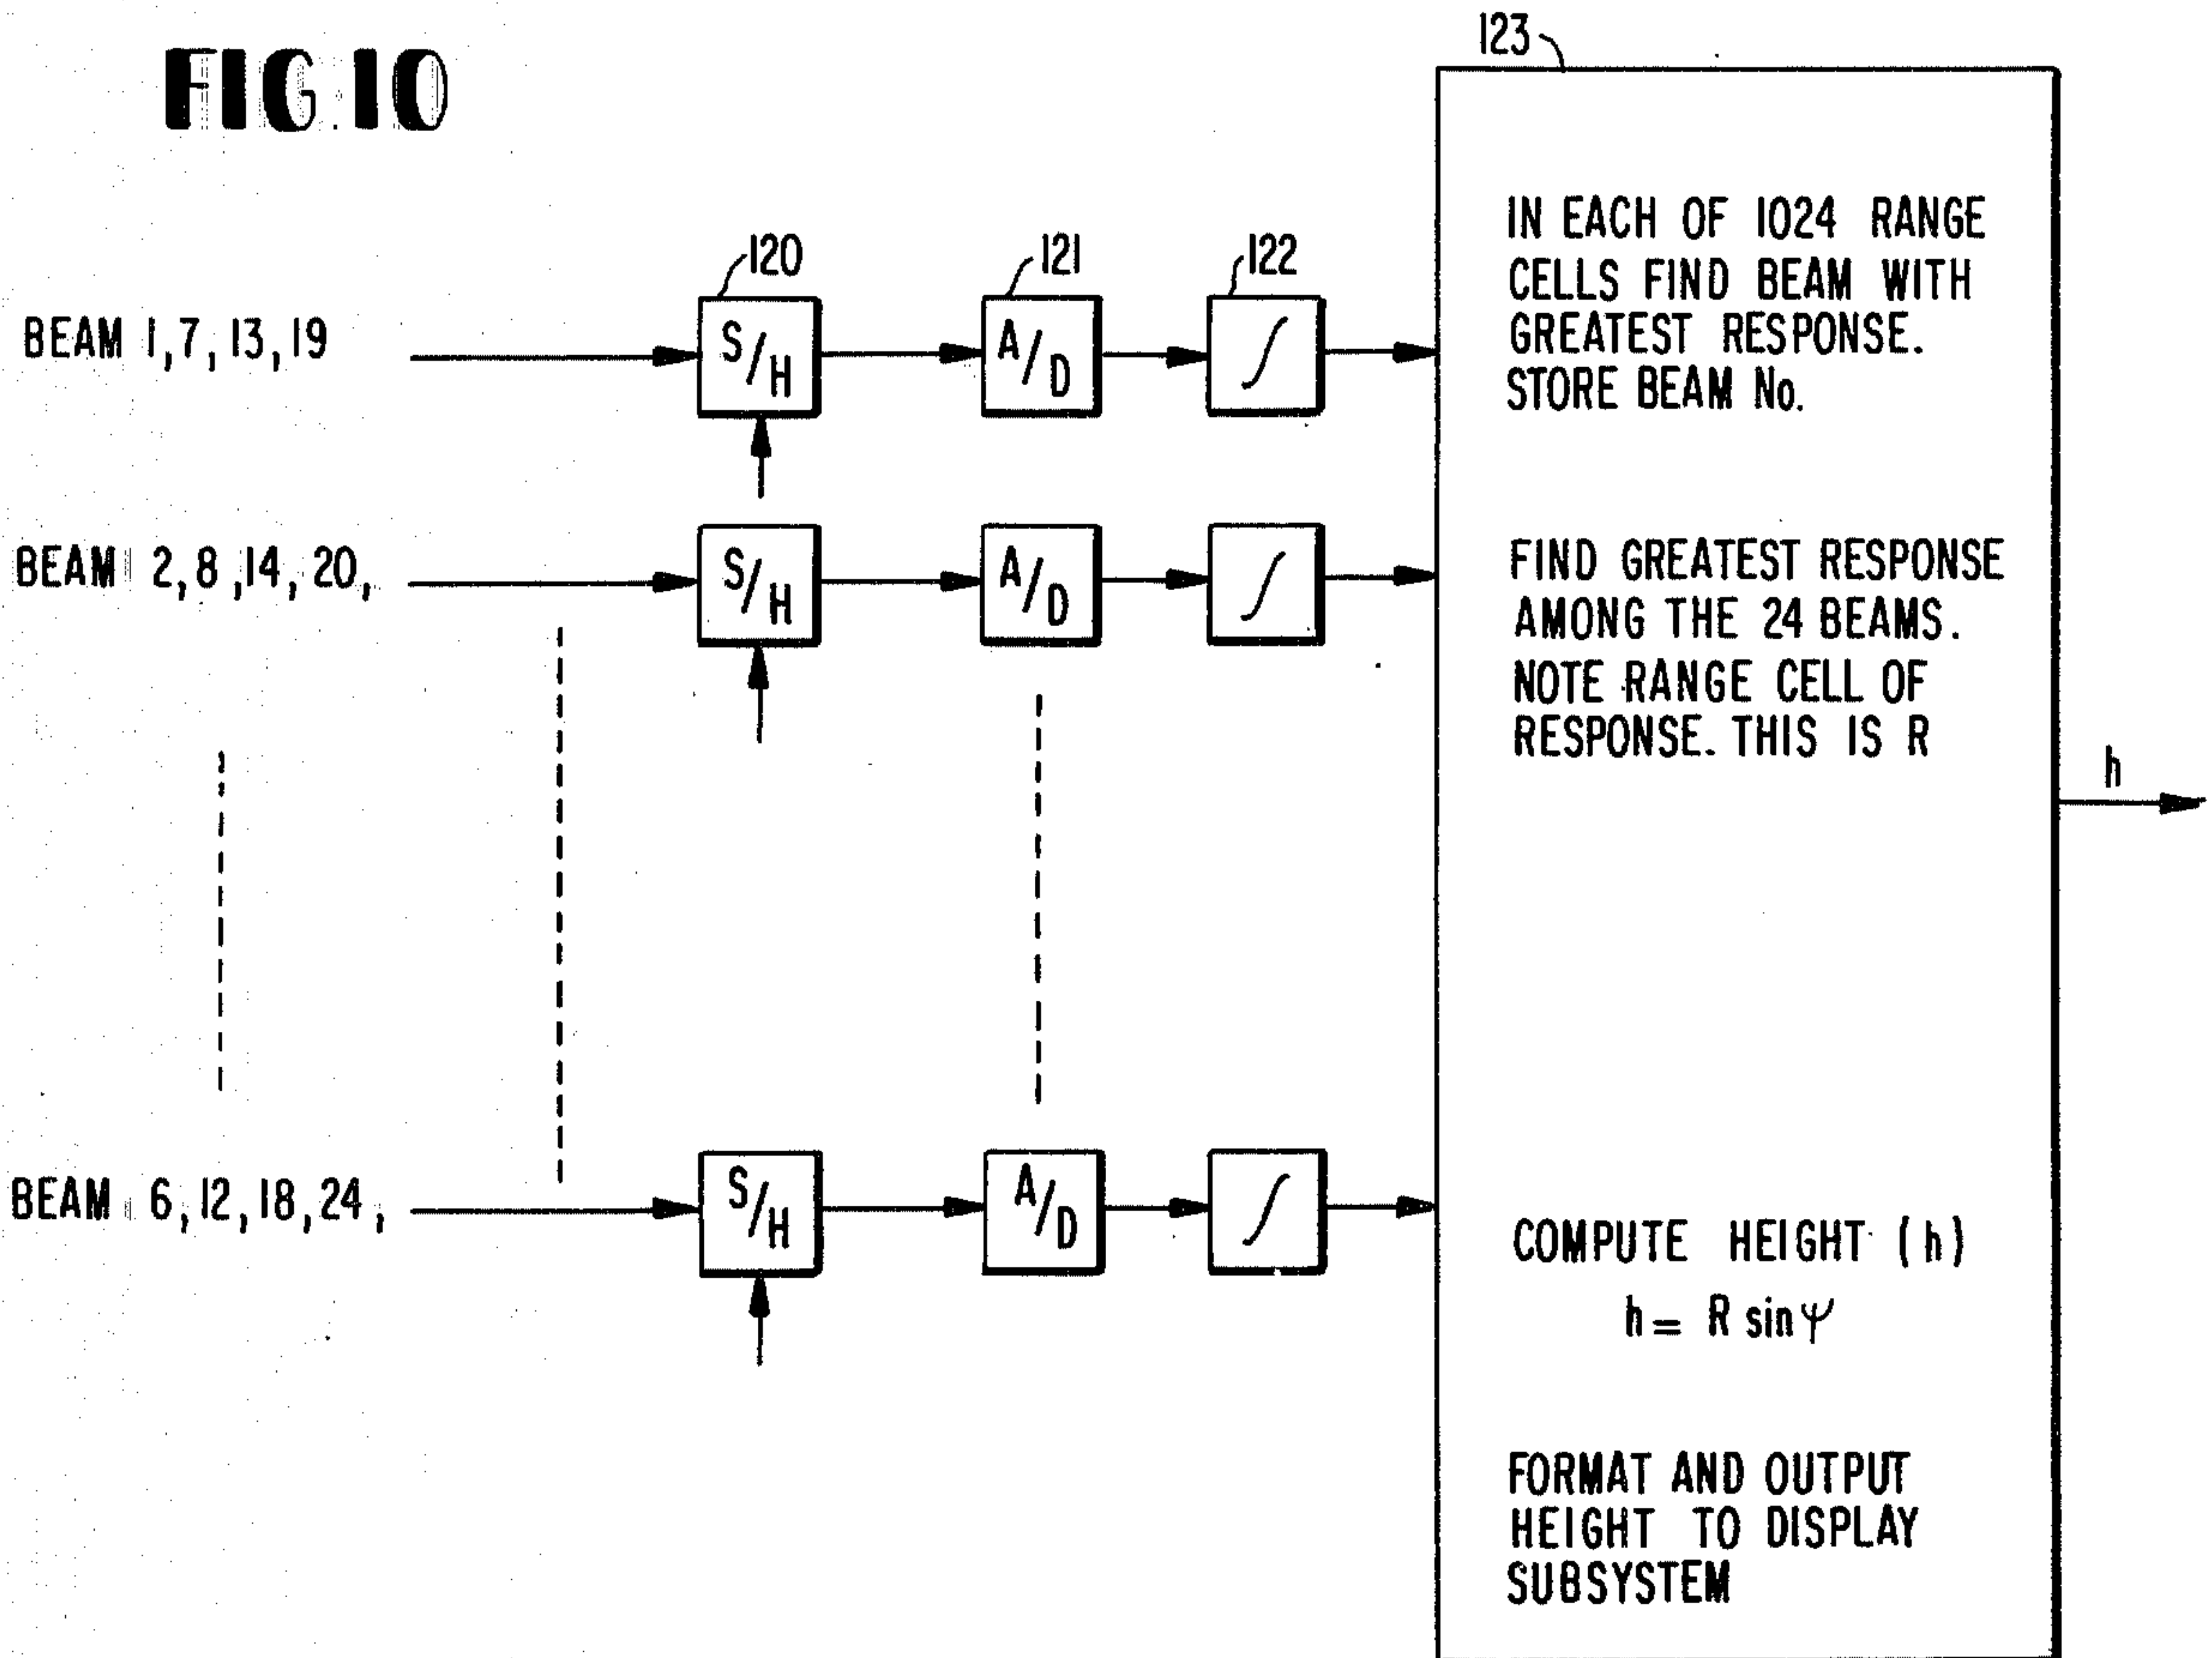 FIG.10
123
120
121
122
BEAM 1,7,13,19
S/H
A/D
∫
IN EACH OF 1024 RANGE
CELLS FIND BEAM WITH
GREATEST RESPONSE.
STORE BEAM No.
BEAM 2,8,14,20,
S/H
A/D
∫
FIND GREATEST RESPONSE
AMONG THE 24 BEAMS.
NOTE RANGE CELL OF
RESPONSE. THIS IS R
h
BEAM 6,12,18,24,
S/H
A/D
∫
COMPUTE HEIGHT (h)
h = R sin ψ
FORMAT AND OUTPUT
HEIGHT TO DISPLAY
SUBSYSTEM